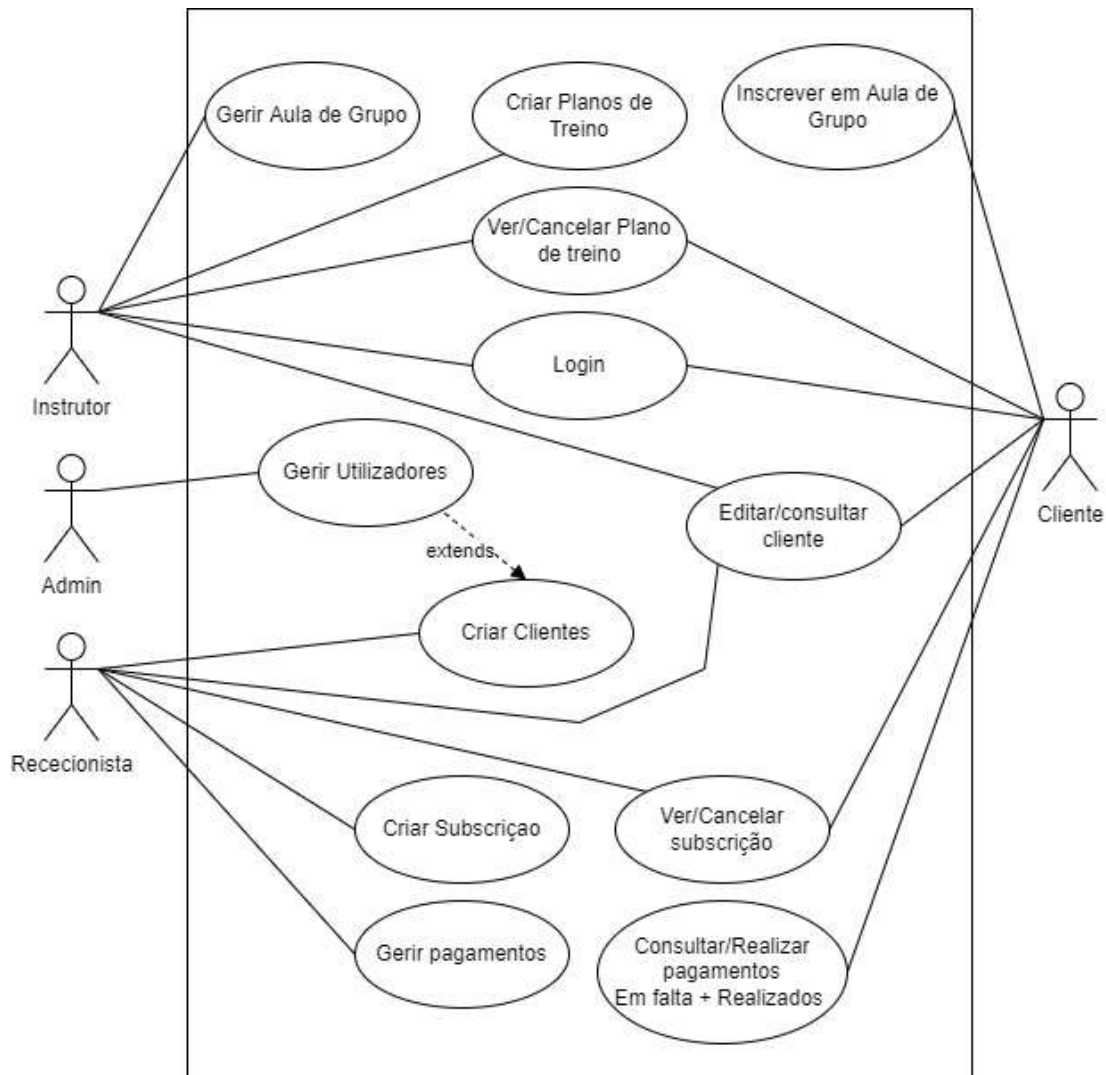 Gerir Aula de Grupo
Criar Planos de
Treino
Inscrever em Aula de
Grupo
Ver/Cancelar Plano
de treino
Login
Instrutor
Gerir Utilizadores
Editar/consultar
cliente
Cliente
extends
Admin
Criar Clientes
Rececionista
Criar Subscriçao
Ver/Cancelar
subscrição
Gerir pagamentos
Consultar/Realizar
pagamentos
Em falta + Realizados